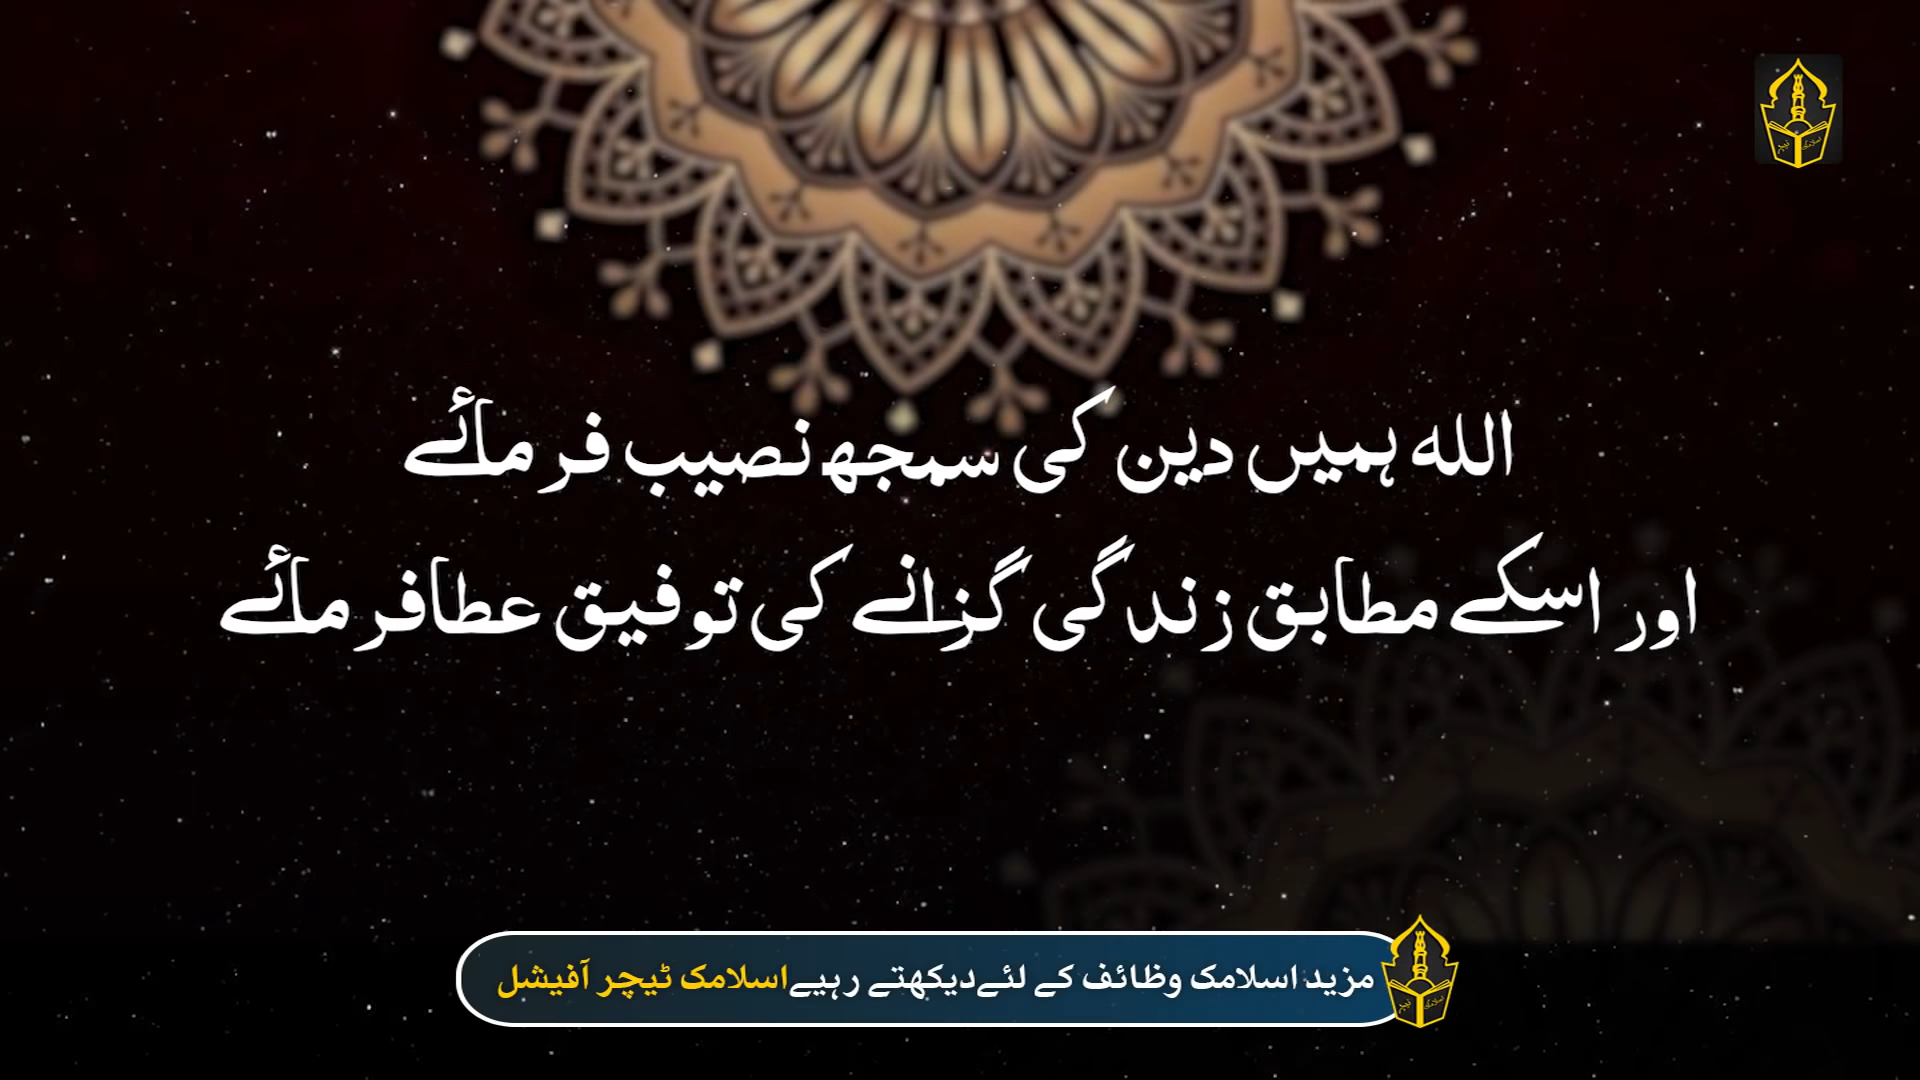 الله ہمیں دین کی سمجھ نصیب فرمائے
اور اسکے مطابق زندگی گزانے کی توفیق عطا فرمائے
مزید اسلامک وظائف کے لئے دیکھتے رہیے اسلامک ٹیچر آفیشل